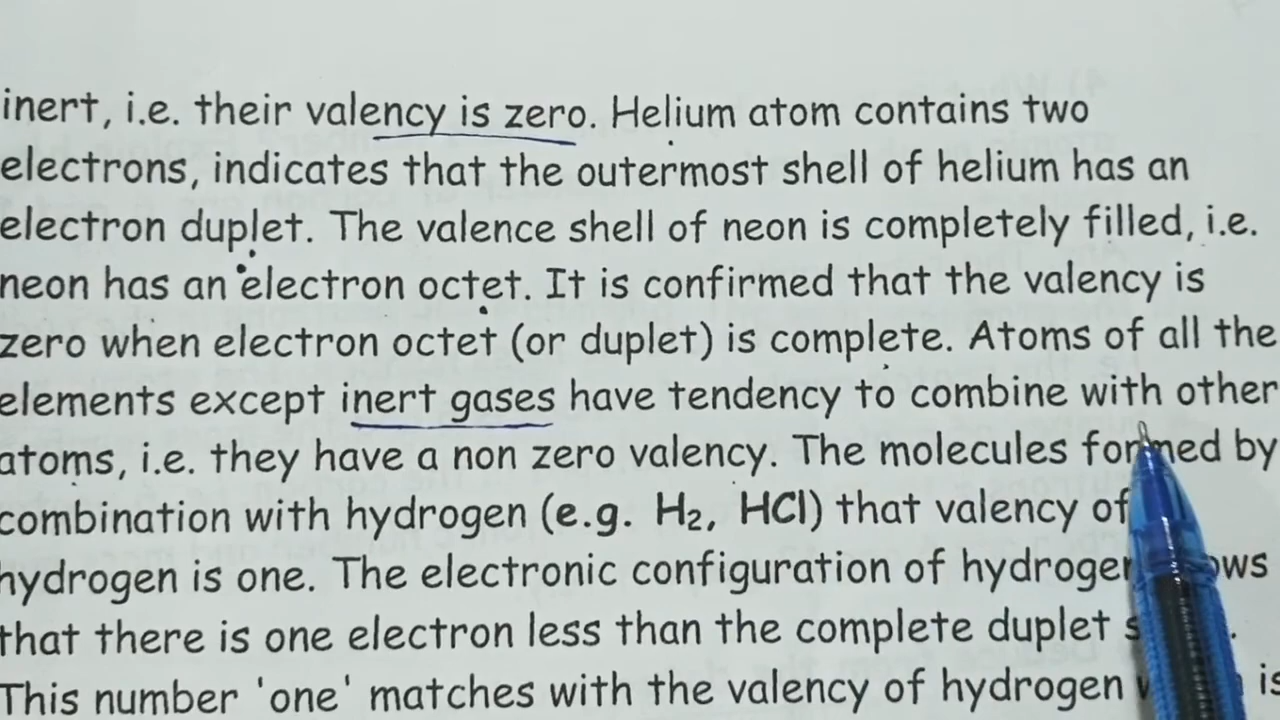 inert, i.e. their valency is zero. Helium atom contains two
electrons, indicates that the outermost shell of helium has an
electron duplet. The valence shell of neon is completely filled, i.e.
neon has an electron octet. It is confirmed that the valency is
zero when electron octet (or duplet) is complete. Atoms of all the
elements except inert gases have tendency to combine with other
atoms, i.e. they have a non zero valency. The molecules formed by
combination with hydrogen (e.g. H₂, HCl) that valency of
hydrogen is one. The electronic configuration of hydrogen
that there is one electron less than the complete duplet
This number 'one' matches with the valency of hydrogen is